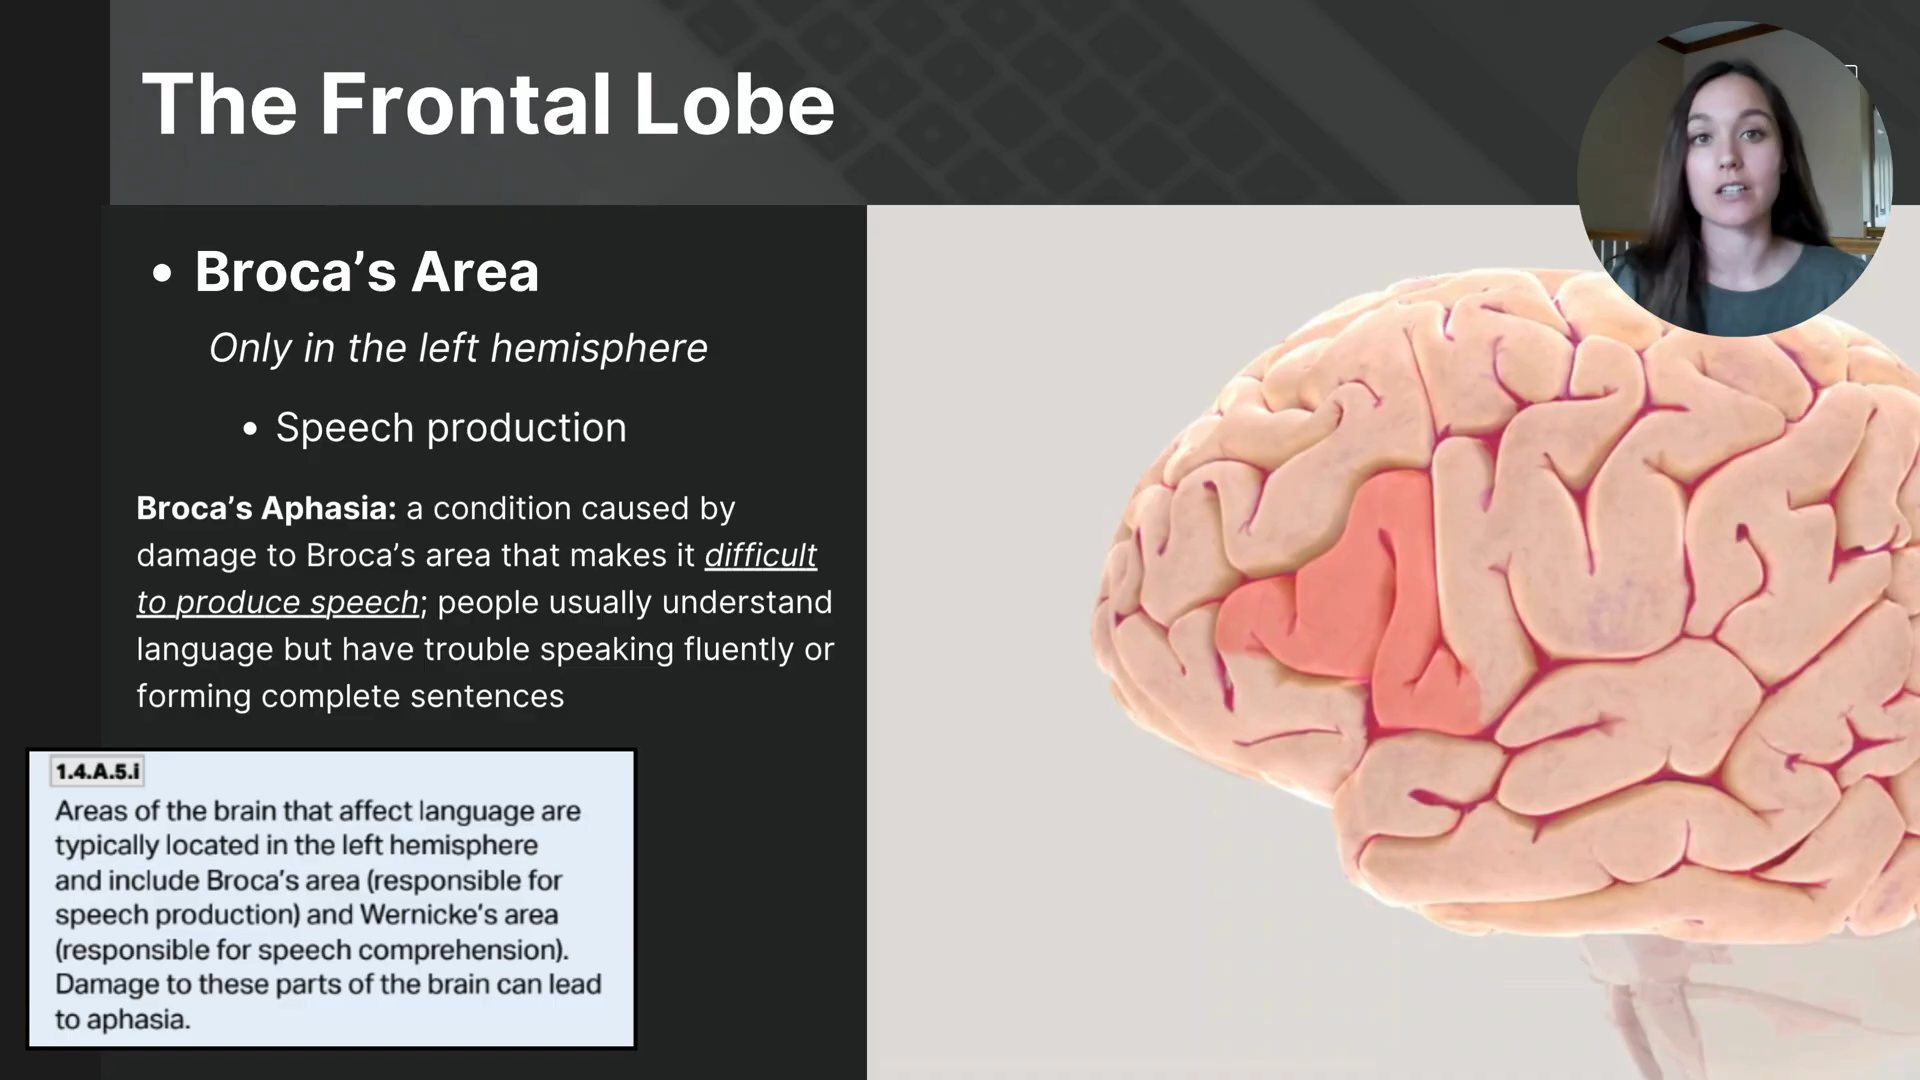 The Frontal Lobe
• Broca’s Area
Only in the left hemisphere
• Speech production
Broca’s Aphasia: a condition caused by
damage to Broca’s area that makes it difficult
to produce speech; people usually understand
language but have trouble speaking fluently or
forming complete sentences
1.4.A.5.i
Areas of the brain that affect language are
typically located in the left hemisphere
and include Broca’s area (responsible for
speech production) and Wernicke’s area
(responsible for speech comprehension).
Damage to these parts of the brain can lead
to aphasia.